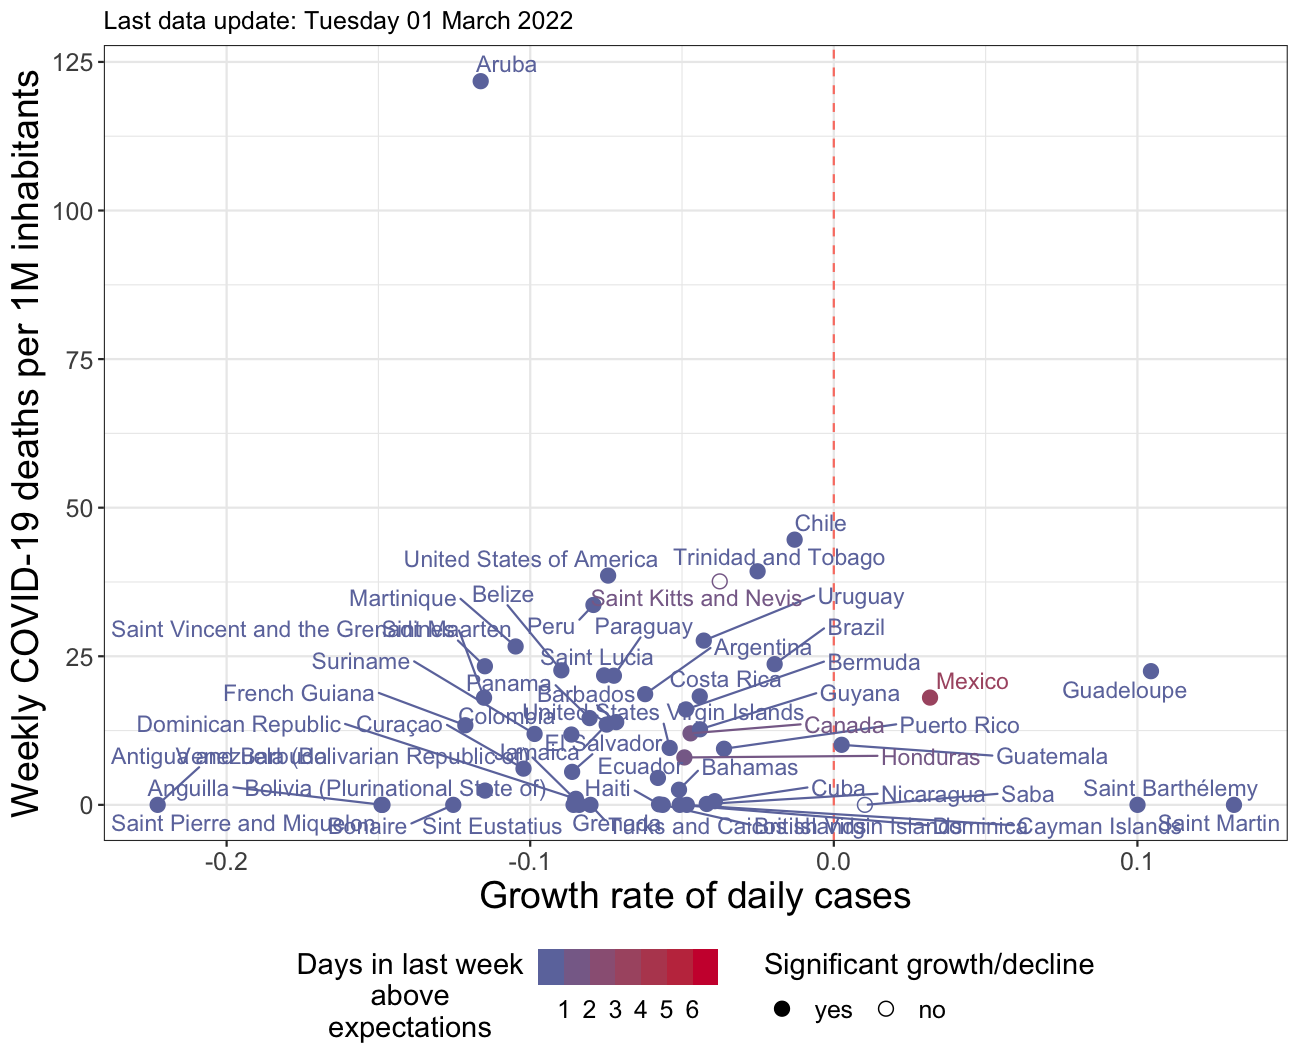 Last data update: Tuesday 01 March 2022
Weekly COVID-19 deaths per 1M inhabitants
125
100
75
50
25
0
Aruba
Chile
United States of America
Trinidad and Tobago
Martinique
Belize
Saint Kitts and Nevis
Uruguay
Saint Vincent and the Grenadines
Sint Maarten
Peru
Paraguay
Brazil
Suriname
Saint Lucia
Argentina
Bermuda
French Guiana
Panama
Barbados
Costa Rica
Guyana
Mexico
Guadeloupe
Dominican Republic
Curaçao
Colombia
United States Virgin Islands
Canada
Puerto Rico
Antigua and Barbuda
Venezuela (Bolivarian Republic of)
Jamaica
El Salvador
Honduras
Guatemala
Ecuador
Bahamas
Anguilla
Bolivia (Plurinational State of)
Haiti
Cuba
Nicaragua
Saba
Saint Barthélemy
Saint Pierre and Miquelon
Bonaire
Sint Eustatius
Grenada
Turks and Caicos Islands
British Virgin Islands
Dominica
Cayman Islands
Saint Martin
-0.2
-0.1
0.0
0.1
Growth rate of daily cases
Days in last week
above
expectations
1 2 3 4 5 6
Significant growth/decline
yes
no